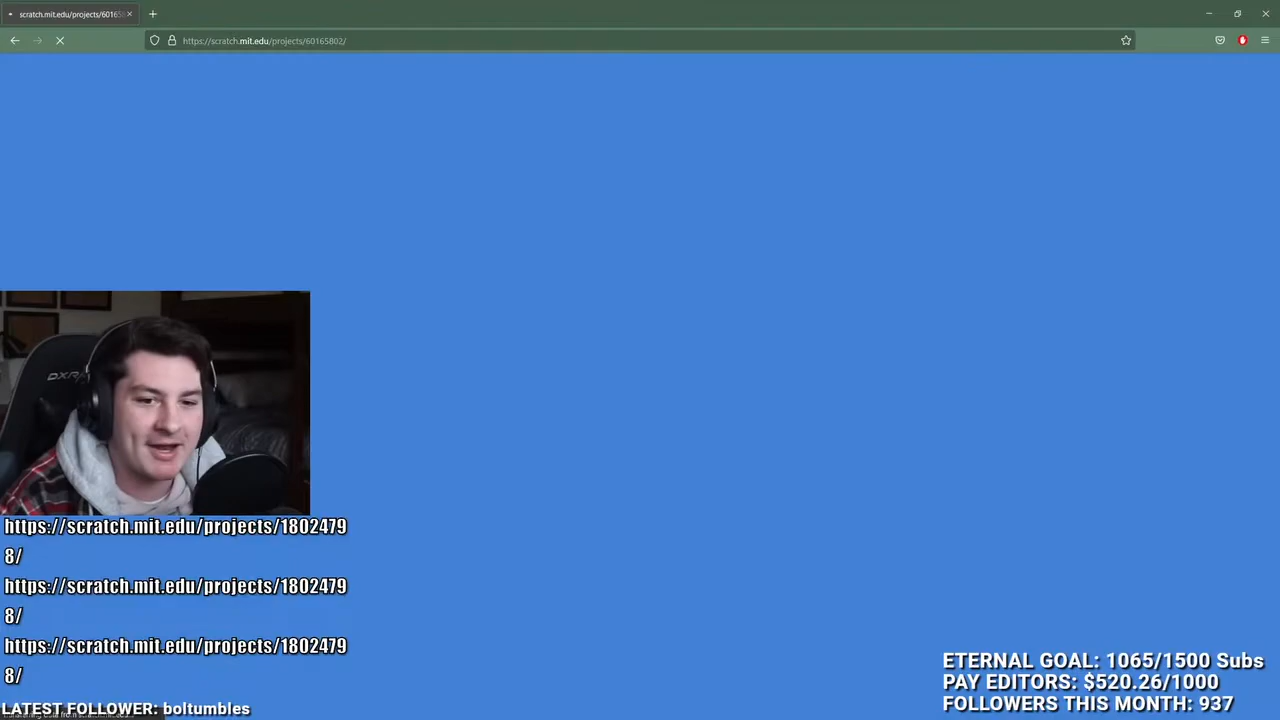 scratch.mit.edu/projects/60165
https://scratch.mit.edu/projects/60165802/
DXRA
https://scratch.mit.edu/projects/1802479
8/
https://scratch.mit.edu/projects/1802479
8/
https://scratch.mit.edu/projects/1802479
8/
LATEST FOLLOWER: boltumbles
ETERNAL GOAL: 1065/1500 Subs
PAY EDITORS: $520.26/1000
FOLLOWERS THIS MONTH: 937